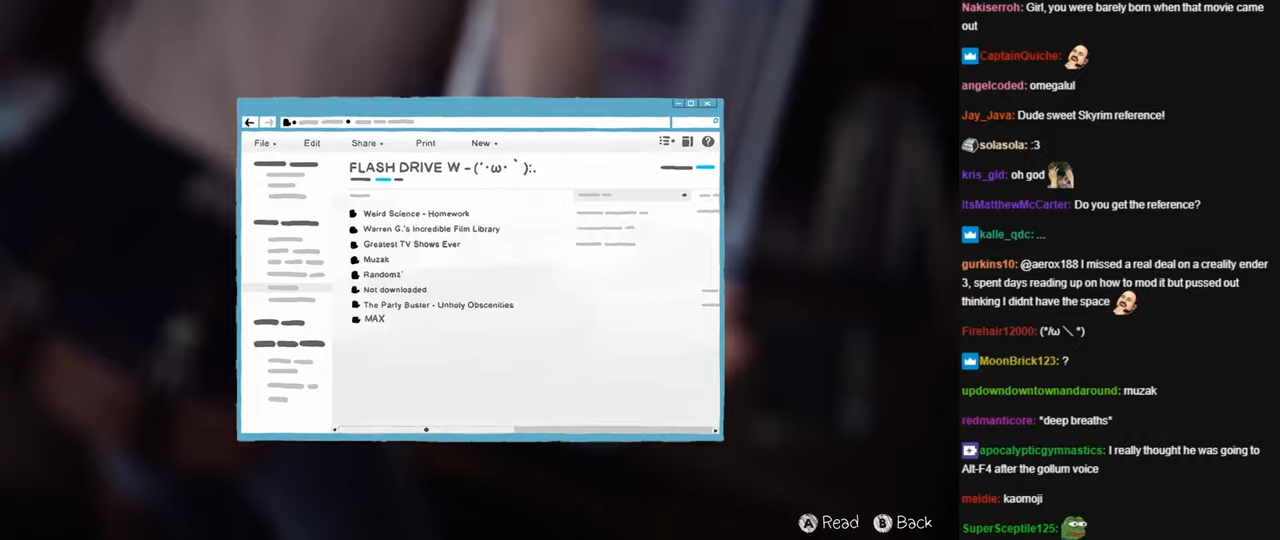 File
Edit
Share
Print
New
FLASH DRIVE W - (´･ω･`):.
Weird Science - Homework
Warren G.'s Incredible Film Library
Greatest TV Shows Ever
Muzak
Randomz'
Not downloaded
The Party Buster - Unholy Obscenities
MAX
A Read
B Back
Nakiserroh: Girl, you were barely born when that movie came
out
CaptainQuiche:
angelcoded: omegalul
Jay_Java: Dude sweet Skyrim reference!
solasola: :3
kris_gid: oh god
ItsMatthewMcCarter: Do you get the reference?
kalle_qdc: ...
gurkins10: @aerox188 I missed a real deal on a creality ender
3, spent days reading up on how to mod it but pussed out
thinking I didnt have the space
Firehair12000: (*/ω＼*)
MoonBrick123: ?
updowndowntownandaround: muzak
redmanticore: *deep breaths*
apocalypticgymnastics: I really thought he was going to
Alt-F4 after the gollum voice
meldie: kaomoji
SuperSceptile125: